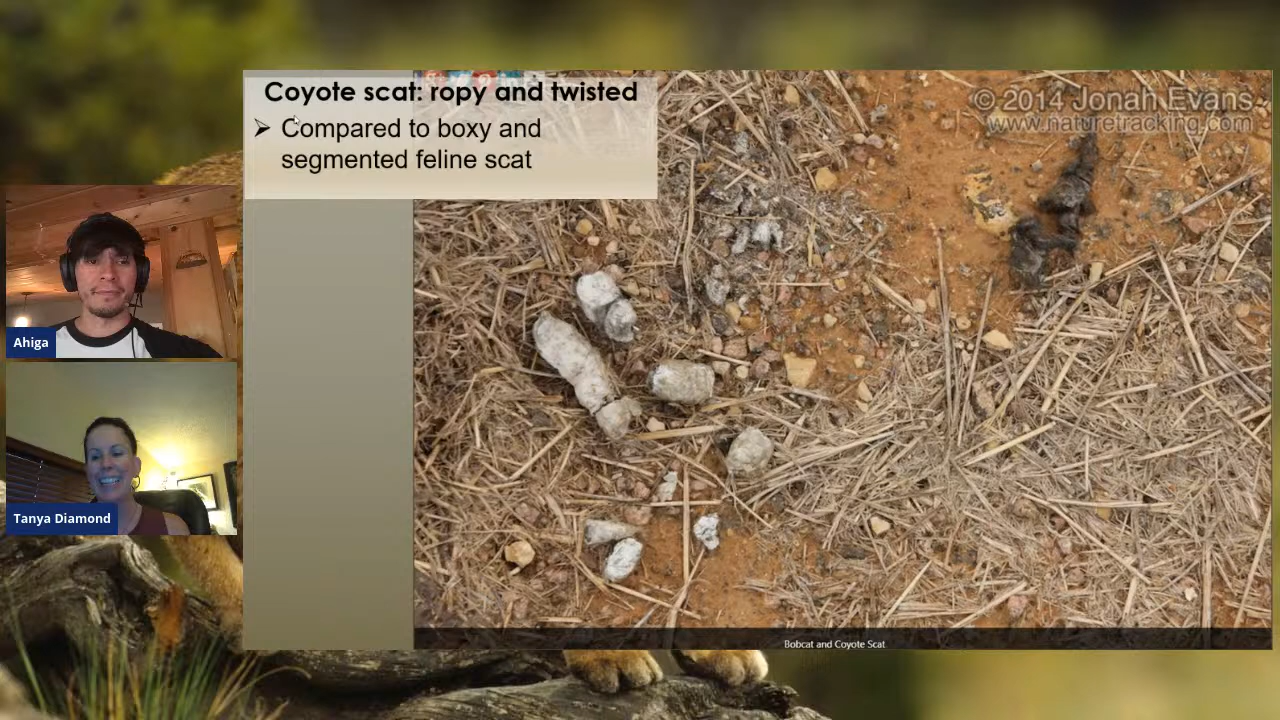 Coyote scat: ropy and twisted
➢ Compared to boxy and
segmented feline scat
© 2014 Jonah Evans
www.naturetracking.com
Ahiga
Tanya Diamond
Bobcat and Coyote Scat